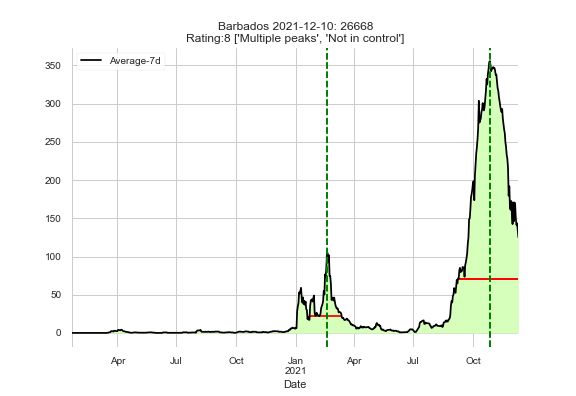 Barbados 2021-12-10: 26668
Rating:8 ['Multiple peaks', 'Not in control']
Average-7d
350
300
250
200
150
100
50
0
Apr
Jul
Oct
Jan
2021
Apr
Jul
Oct
Date